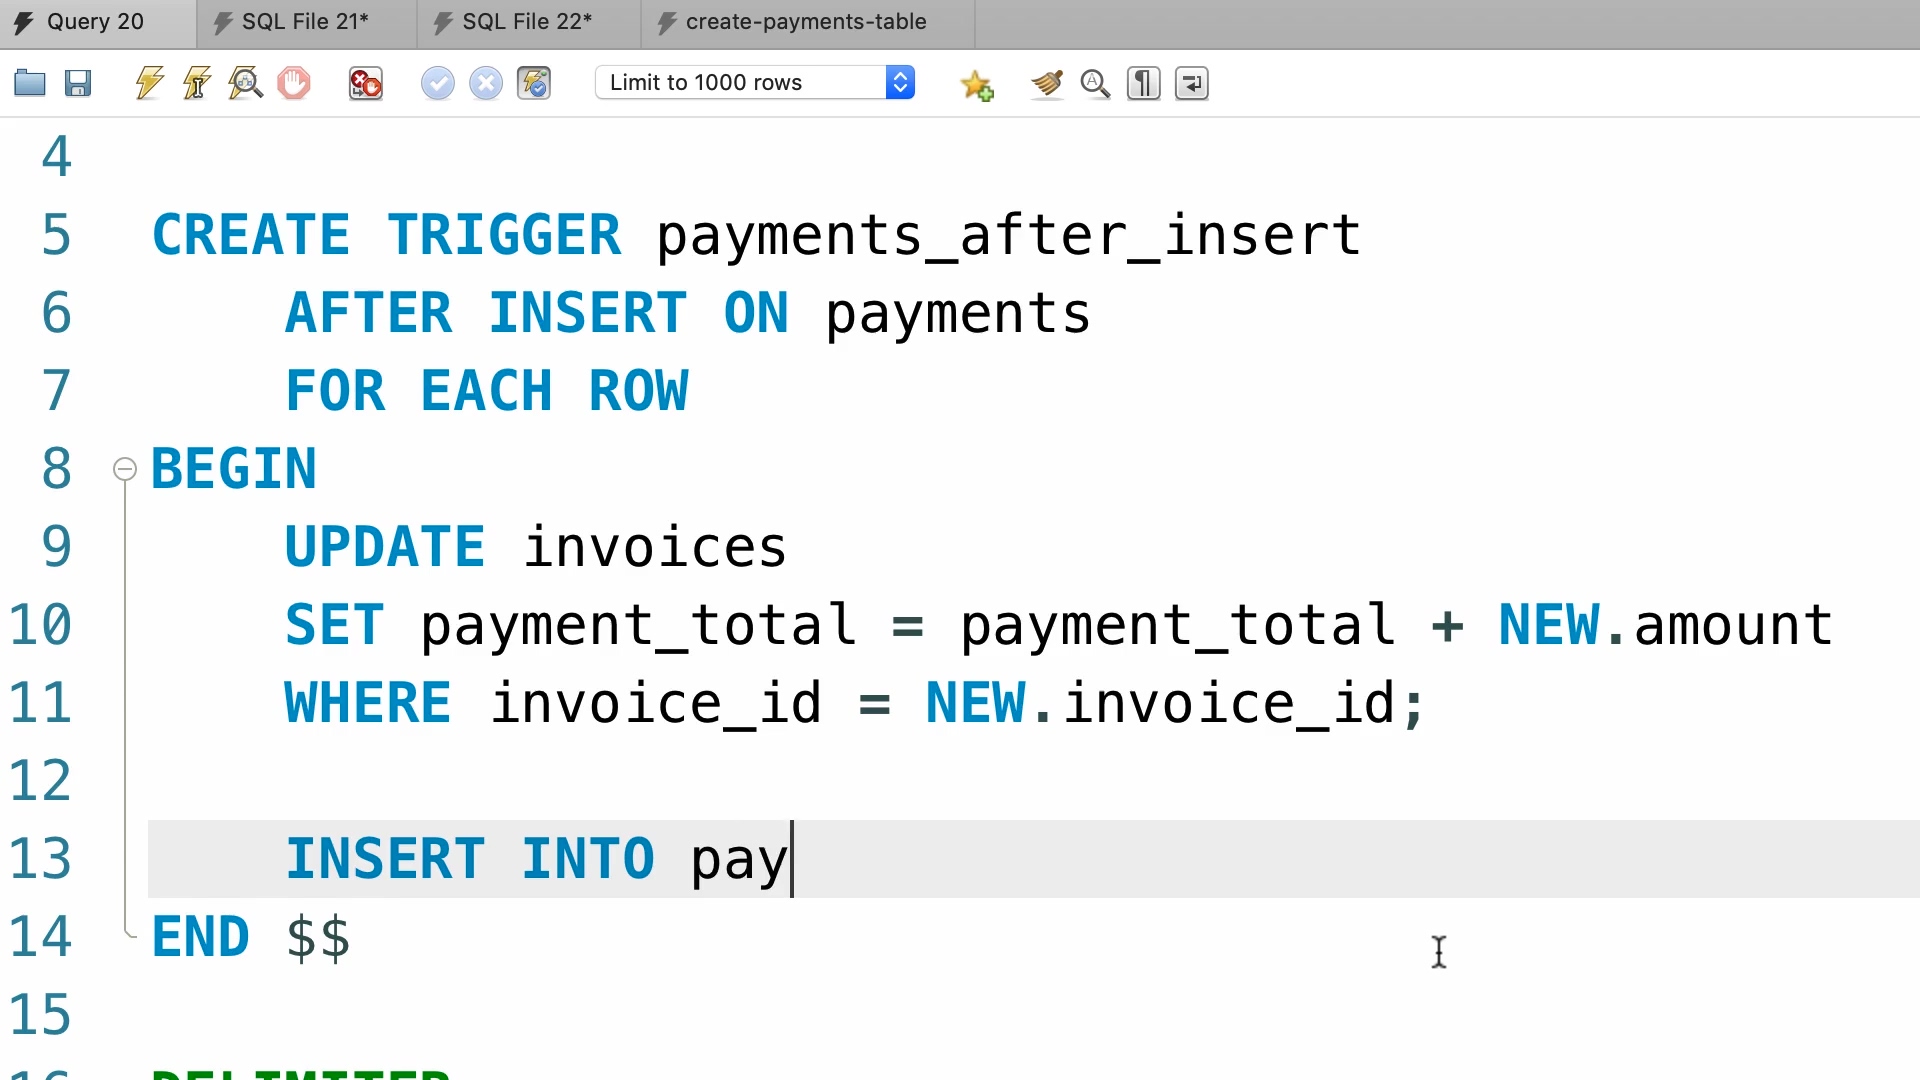 Query 20
SQL File 21*
SQL File 22*
create-payments-table
Limit to 1000 rows
4
5 CREATE TRIGGER payments_after_insert
6 AFTER INSERT ON payments
7 FOR EACH ROW
8 BEGIN
9 UPDATE invoices
10 SET payment_total = payment_total + NEW.amount
11 WHERE invoice_id = NEW.invoice_id;
12
13 INSERT INTO pay
14 END $$
15
16 DELIMITER